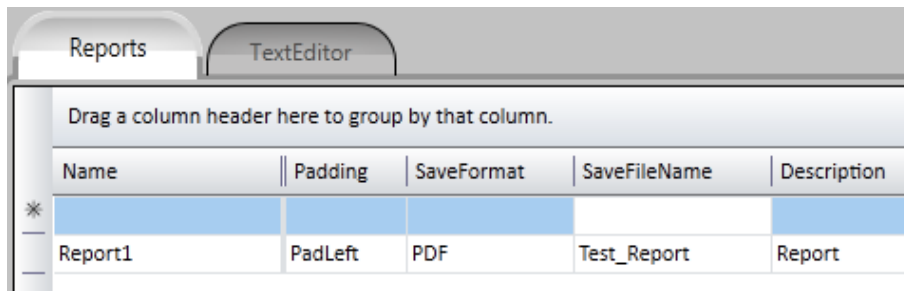 Reports TextEditor
Drag a column header here to group by that column.
Name Padding SaveFormat SaveFileName Description
Report1 PadLeft PDF Test_Report Report